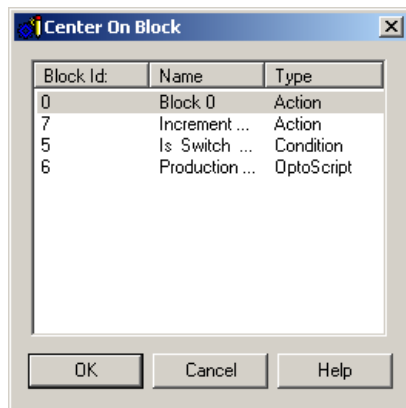 Center On Block
Block Id: Name Type
0 Block 0 Action
7 Increment ... Action
5 Is Switch ... Condition
6 Production ... OptoScript
OK Cancel Help